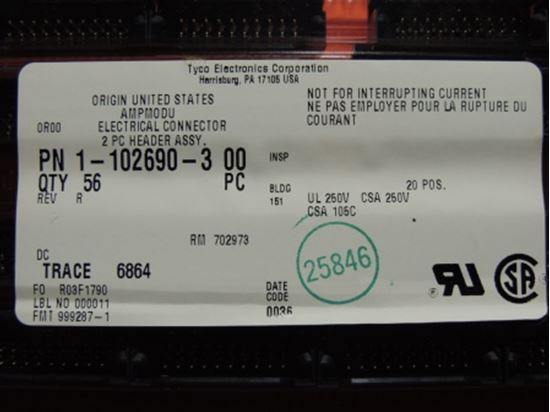 Tyco Electronics Corporation
Harrisburg, PA 17105 USA
ORIGIN UNITED STATES
AMPMODU
OR00 ELECTRICAL CONNECTOR
2 PC HEADER ASSY.
PN 1-102690-3 00
QTY 56 PC
REV R
RM 702973
DC
TRACE 6864
FO R03F1790
LBL NO 000011
FMT 999287-1
NOT FOR INTERRUPTING CURRENT
NE PAS EMPLOYER POUR LA RUPTURE DU
COURANT
INSP
BLDG 20 POS.
151 UL 250V CSA 250V
CSA 105C
25846
DATE
CODE
0036
RU ®
SA ®